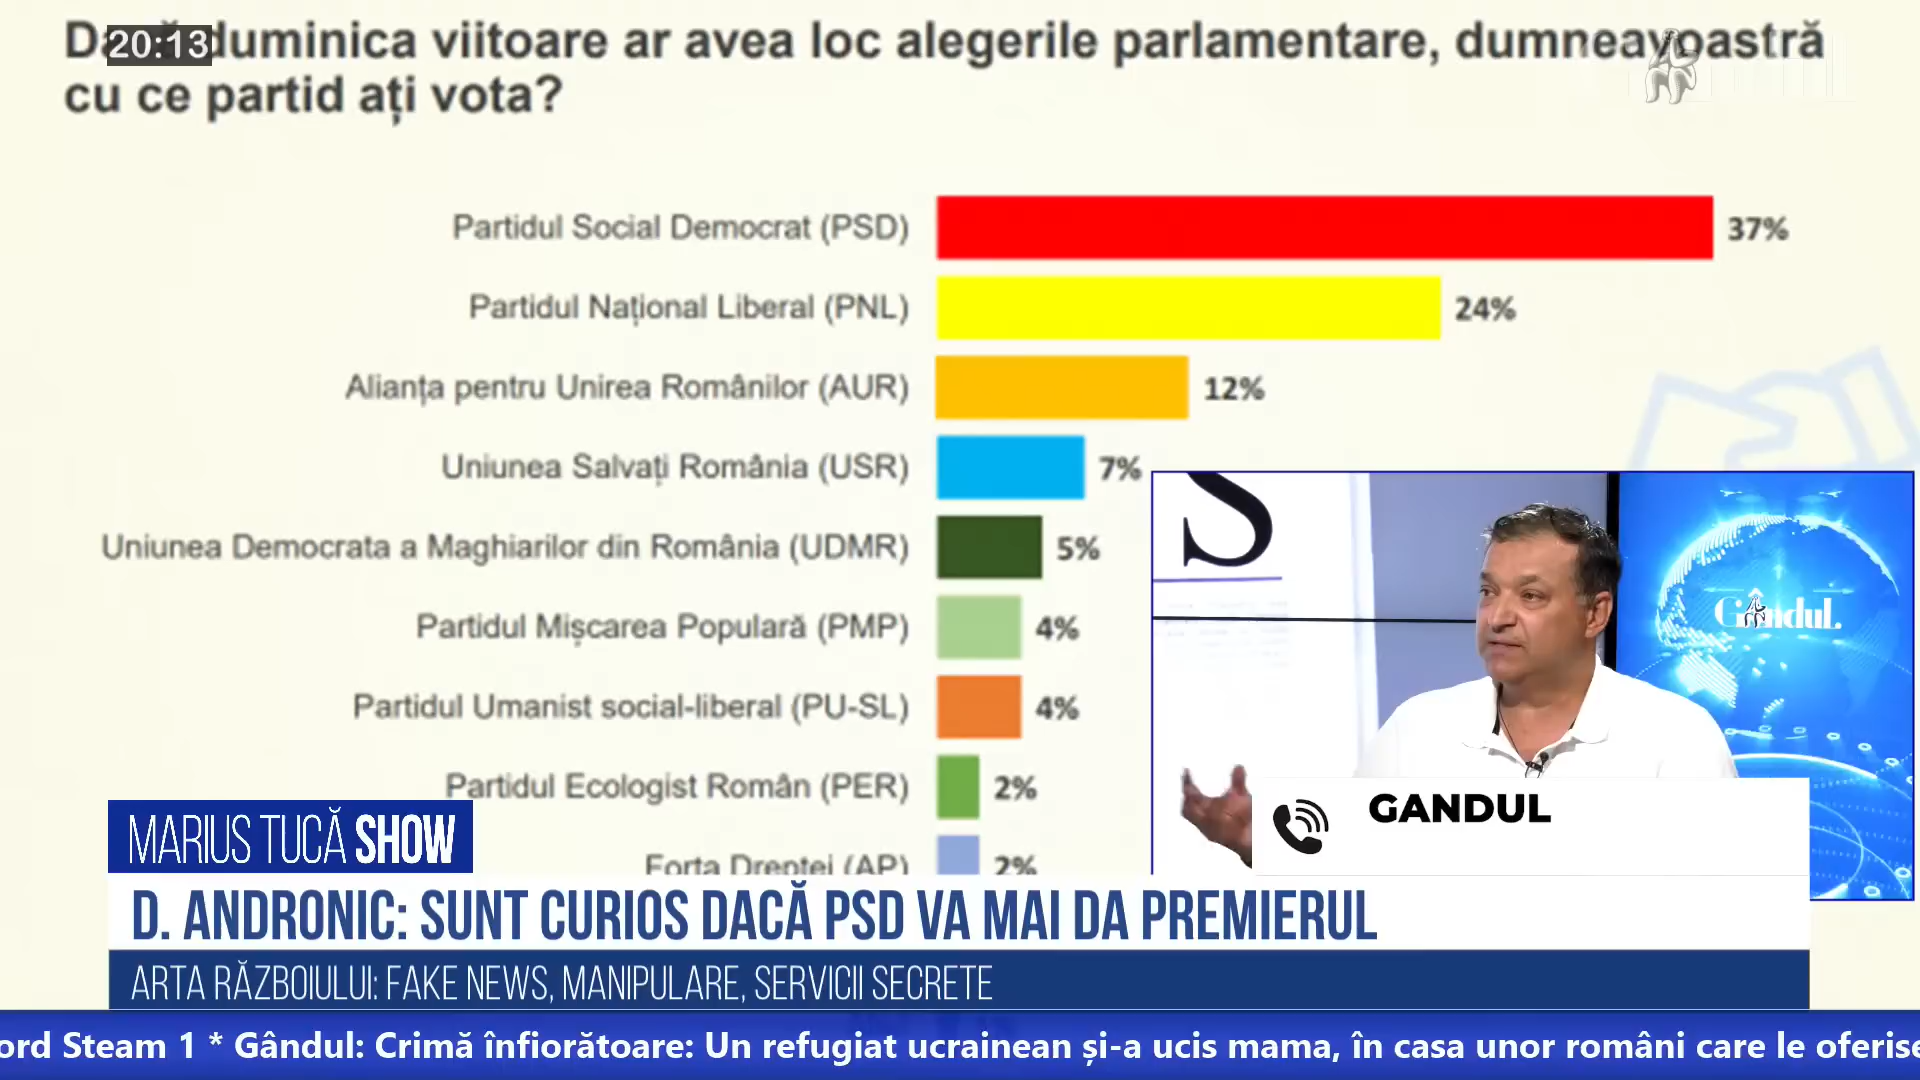 20:13
duminica viitoare ar avea loc alegerile parlamentare, dumneavoastră
cu ce partid ați vota?
Partidul Social Democrat (PSD) 37%
Partidul Național Liberal (PNL) 24%
Alianța pentru Unirea Românilor (AUR) 12%
Uniunea Salvați România (USR) 7%
Uniunea Democrata a Maghiarilor din România (UDMR) 5%
Partidul Mișcarea Populară (PMP) 4%
Partidul Umanist social-liberal (PU-SL) 4%
Partidul Ecologist Român (PER) 2%
Forța Dreptei (AP) 2%
S
Gândul.
GANDUL
MARIUS TUCĂ SHOW
D. ANDRONIC: SUNT CURIOS DACĂ PSD VA MAI DA PREMIERUL
ARTA RĂZBOIULUI: FAKE NEWS, MANIPULARE, SERVICII SECRETE
ord Steam 1 * Gândul: Crimă înfiorătoare: Un refugiat ucrainean și-a ucis mama, în casa unor români care le oferise